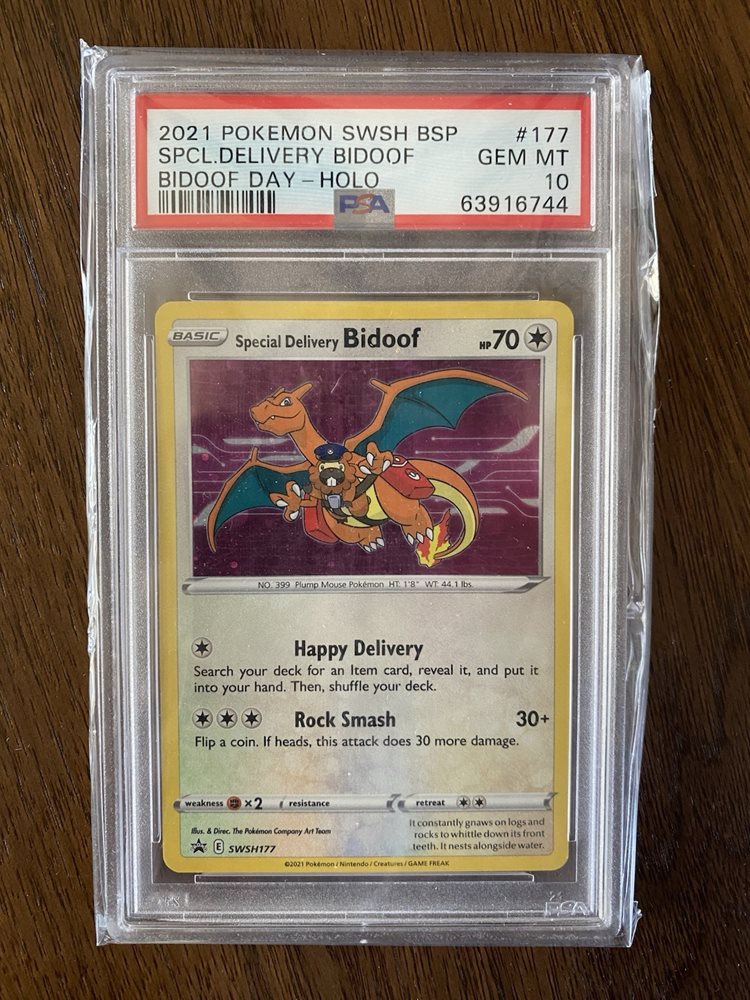 2021 POKEMON SWSH BSP #177
SPCL.DELIVERY BIDOOF GEM MT
BIDOOF DAY-HOLO 10
PSA 63916744
BASIC Special Delivery Bidoof HP 70
NO. 399 Plump Mouse Pokémon HT: 1'8" WT: 44.1 lbs.
Happy Delivery
Search your deck for an Item card, reveal it, and put it
into your hand. Then, shuffle your deck.
Rock Smash 30+
Flip a coin. If heads, this attack does 30 more damage.
weakness ×2 resistance retreat
It constantly gnaws on logs and
rocks to whittle down its front
teeth. It nests alongside water.
Illus. & Direc. The Pokémon Company Art Team
E SWSH177
©2021 Pokémon / Nintendo / Creatures / GAME FREAK
PSA